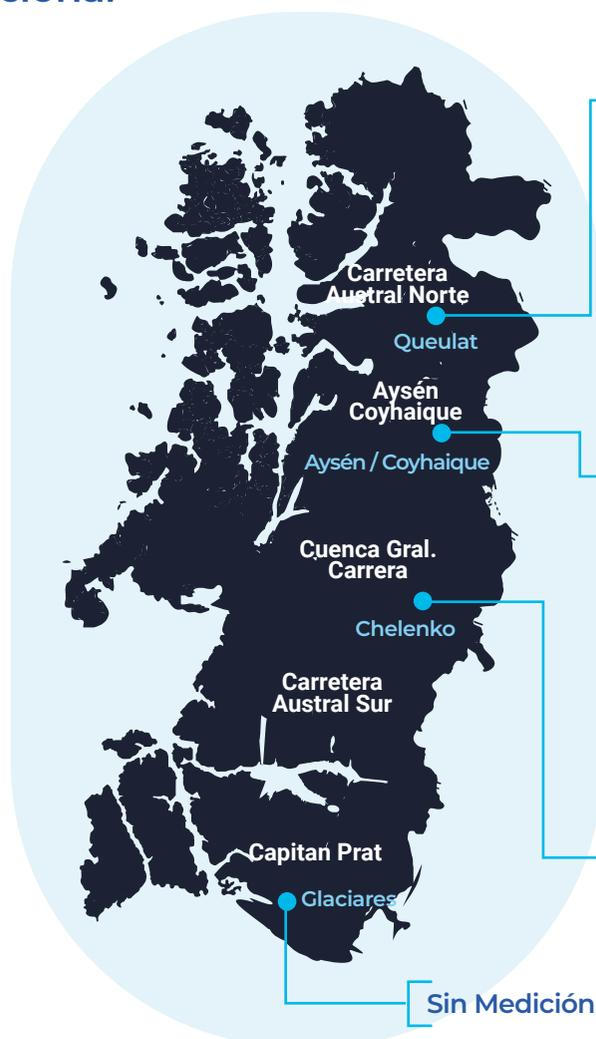 Carretera
Austral Norte
Queulat
Aysén
Coyhaique
Aysén / Coyhaique
Cuenca Gral.
Carrera
Chelenko
Carretera
Austral Sur
Capitan Prat
Glaciares
Sin Medición